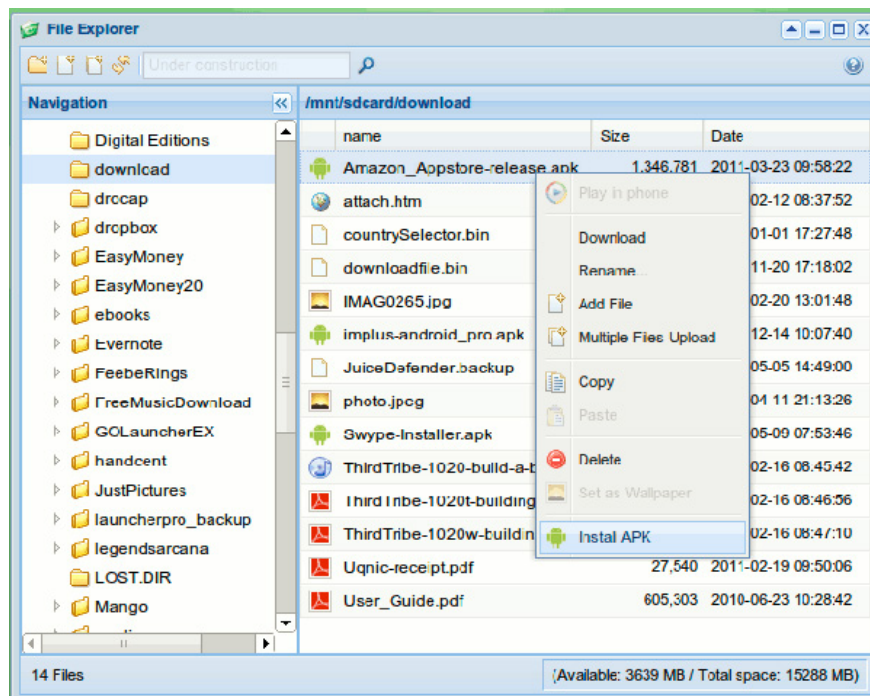 File Explorer
Under construction
Navigation
/mnt/sdcard/download
Digital Editions
download
drocap
dropbox
EasyMoney
EasyMoney20
ebooks
Evernote
FeebeRings
FreeMusicDownload
GOLauncherEX
handcent
JustPictures
launcherpro_backup
legendsarcana
LOST.DIR
Mango
name Size Date
Amazon_Appstore-release.apk 1,346,781 2011-03-23 09:58:22
attach.htm 02-12 08:37:52
countrySelector.bin 01-01 17:27:48
downloadfile.bin 11-20 17:18:02
IMAG0265.jpg 02-20 13:01:48
implus-android_pro.apk 12-14 10:07:40
JuiceDefender.backup 05-05 14:49:00
photo.jpeg 04-11 21:13:26
Swype-Installer.apk 05-09 07:53:46
ThirdTribe-1020-build-a-b 02-16 08:45:42
ThirdTribe-1020t-building 02-16 08:46:56
ThirdTribe-1020w-buildin 02-16 08:47:10
Uqnic-receipt.pdf 27,540 2011-02-19 09:50:06
User_Guide.pdf 605,303 2010-06-23 10:28:42
Play in phone
Download
Rename...
Add File
Multiple Files Upload
Copy
Paste
Delete
Set as Wallpaper
Instal APK
14 Files
(Available: 3639 MB / Total space: 15288 MB)